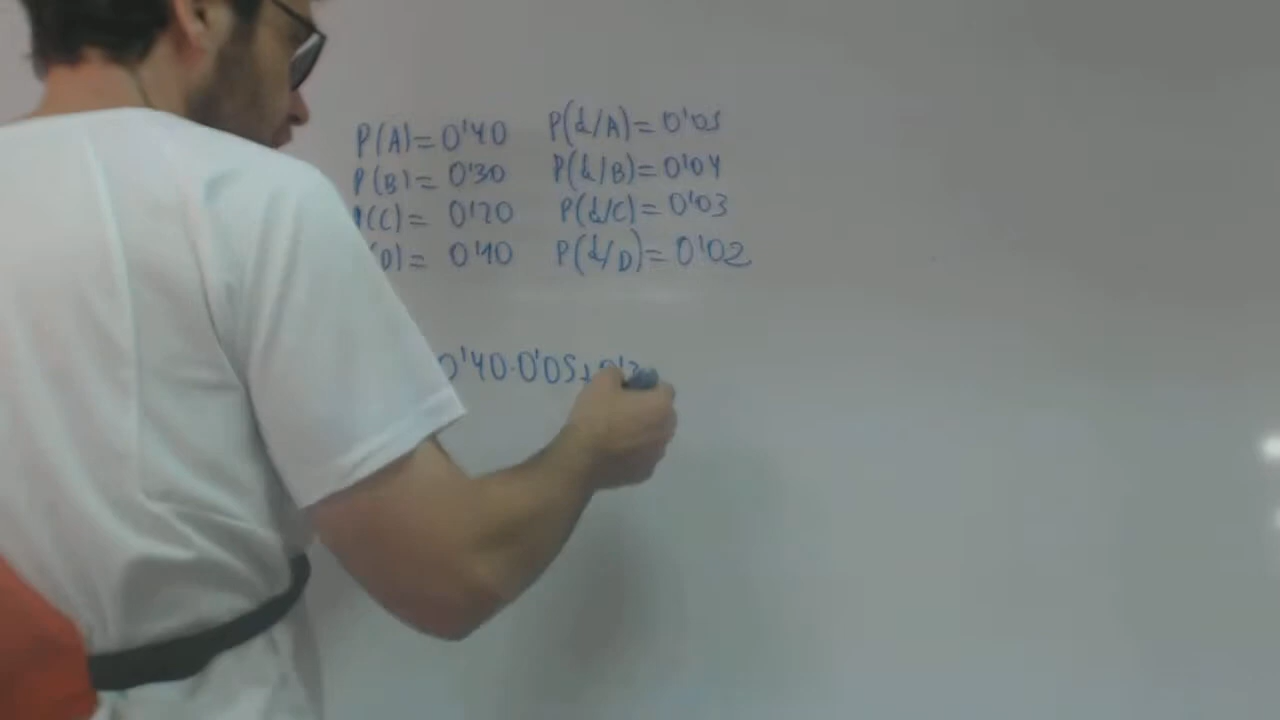 P(A)= 0'40 P(d/A)= 0'05
P(B)= 0'30 P(d/B)= 0'04
(C)= 0'20 P(d/C)= 0'03
(D)= 0'10 P(d/D)= 0'02
0'40·0'05+0'3